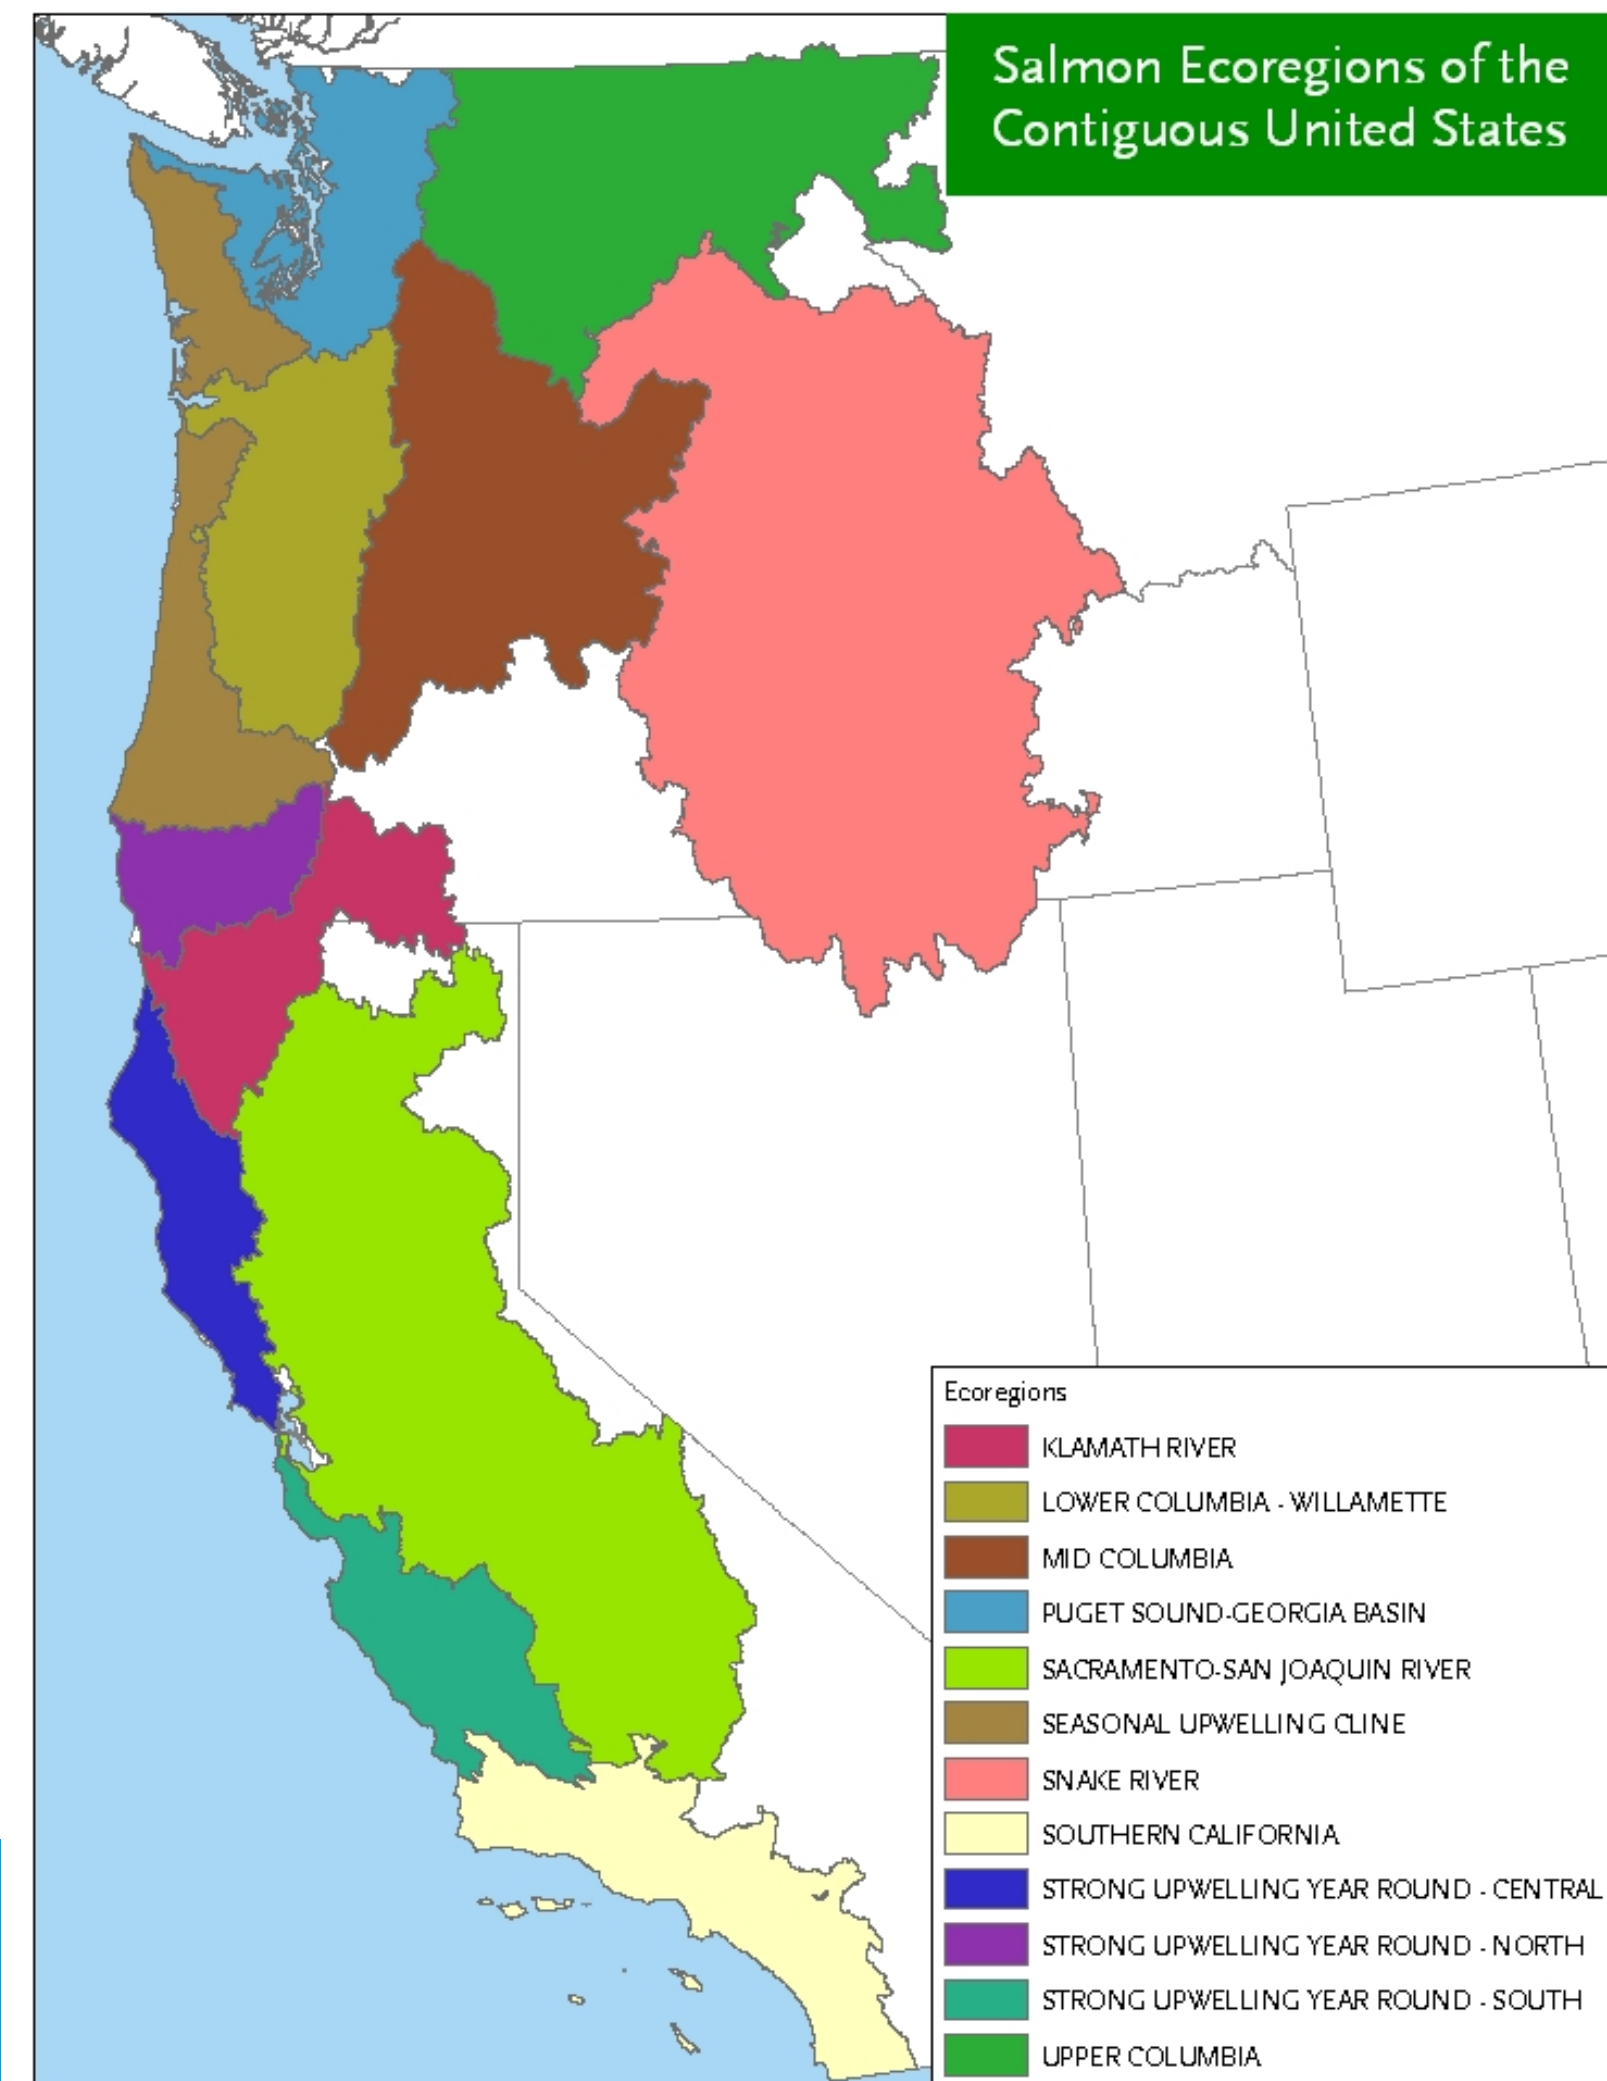 Salmon Ecoregions of the
Contiguous United States
Ecoregions
KLAMATH RIVER
LOWER COLUMBIA - WILLAMETTE
MID COLUMBIA
PUGET SOUND-GEORGIA BASIN
SACRAMENTO-SAN JOAQUIN RIVER
SEASONAL UPWELLING CLINE
SNAKE RIVER
SOUTHERN CALIFORNIA
STRONG UPWELLING YEAR ROUND - CENTRAL
STRONG UPWELLING YEAR ROUND - NORTH
STRONG UPWELLING YEAR ROUND - SOUTH
UPPER COLUMBIA